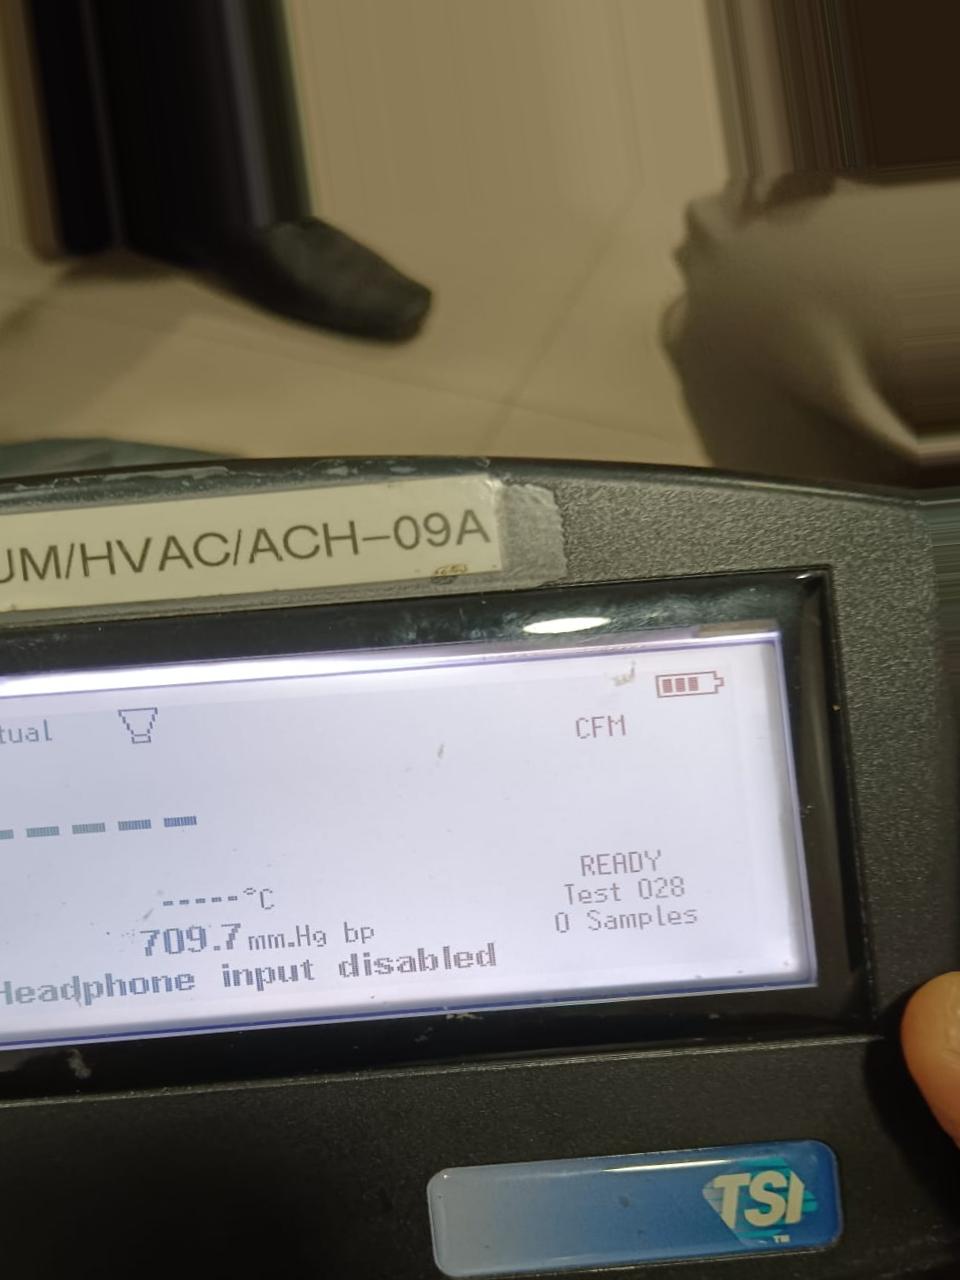 UM/HVAC/ACH-09A
tual
CFM
-----
-----°C
READY
Test 028
0 Samples
709.7 mm.Hg bp
Headphone input disabled
TSI
TM